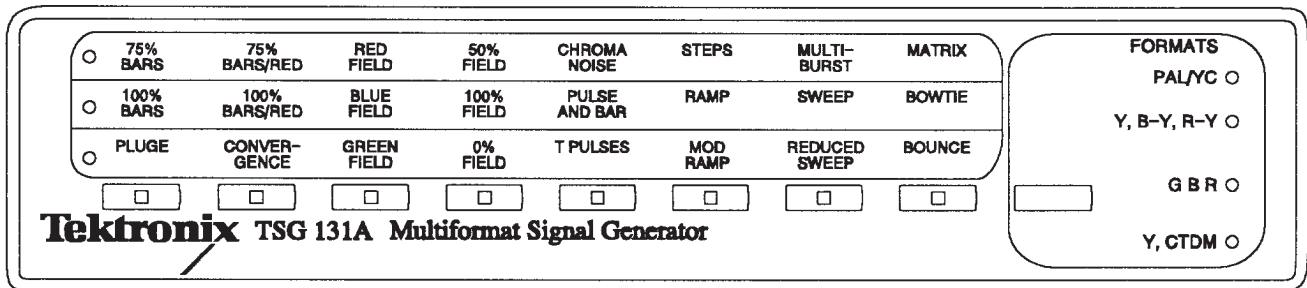 75% BARS 75% BARS/RED RED FIELD 50% FIELD CHROMA NOISE STEPS MULTI- BURST MATRIX
100% BARS 100% BARS/RED BLUE FIELD 100% FIELD PULSE AND BAR RAMP SWEEP BOWTIE
PLUGE CONVER- GENCE GREEN FIELD 0% FIELD T PULSES MOD RAMP REDUCED SWEEP BOUNCE
Tektronix TSG 131A Multiformat Signal Generator
FORMATS
PAL/YC
Y, B-Y, R-Y
G B R
Y, CTDM